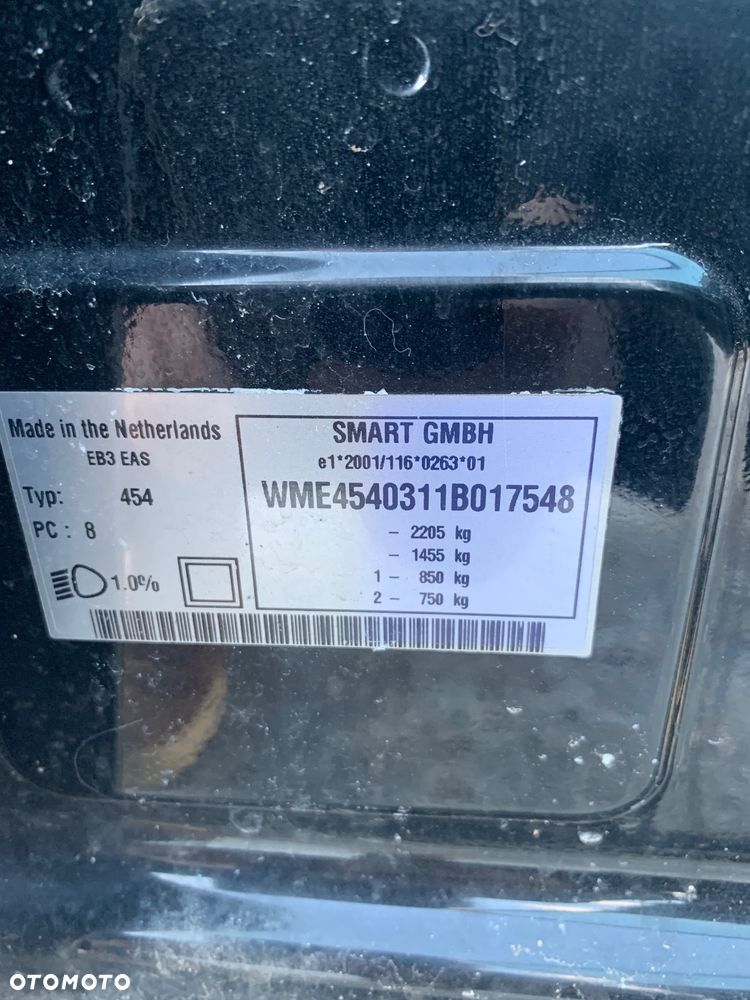 Made in the Netherlands
EB3 EAS
Typ: 454
PC : 8
1.0%
SMART GMBH
e1*2001/116*0263*01
WME4540311B017548
- 2205 kg
- 1455 kg
1 - 850 kg
2 - 750 kg
OTOMOTO